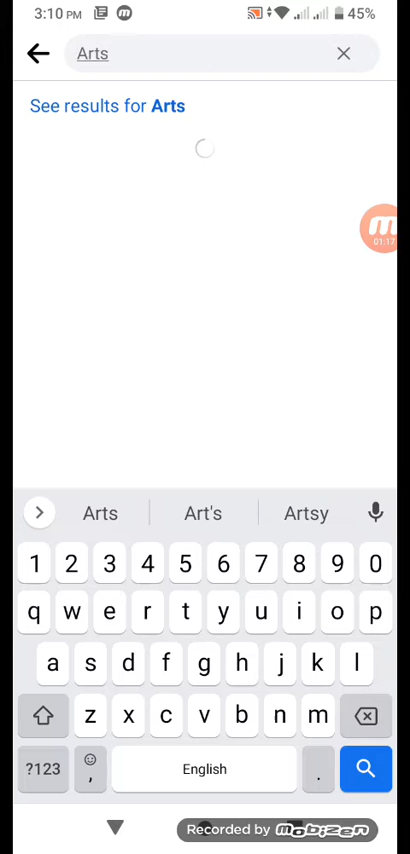 3:10 PM m 45%
Arts
See results for Arts
m
01:17
Arts Art's Artsy
1 2 3 4 5 6 7 8 9 0
q w e r t y u i o p
a s d f g h j k l
z x c v b n m
?123 , English .
Recorded by mobizen